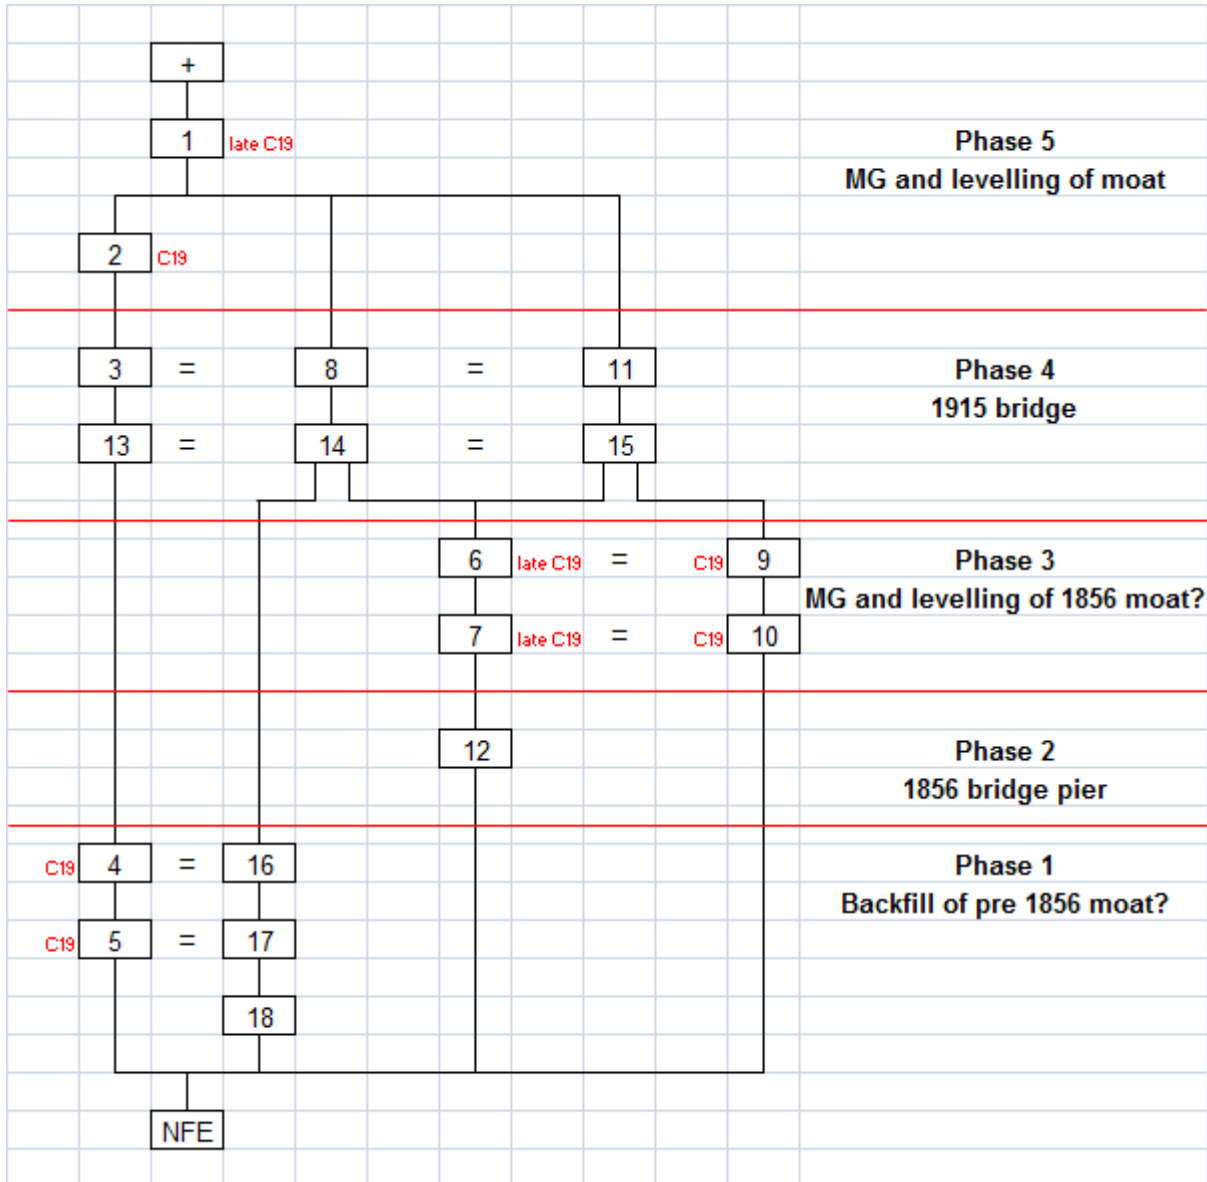 +
1 late C19 Phase 5
MG and levelling of moat
2 C19
3 = 8 = 11 Phase 4
1915 bridge
13 = 14 = 15
6 late C19 = C19 9 Phase 3
MG and levelling of 1856 moat?
7 late C19 = C19 10
12 Phase 2
1856 bridge pier
C19 4 = 16 Phase 1
Backfill of pre 1856 moat?
C19 5 = 17
18
NFE